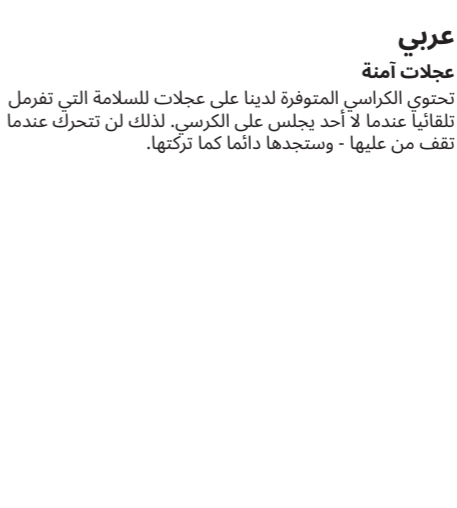 عربي
عجلات آمنة
تحتوي الكراسي المتوفرة لدينا على عجلات للسلامة التي تفرمل
تلقائيا عندما لا أحد يجلس على الكرسي. لذلك لن تتحرك عندما
تقف من عليها - وستجدها دائما كما تركتها.